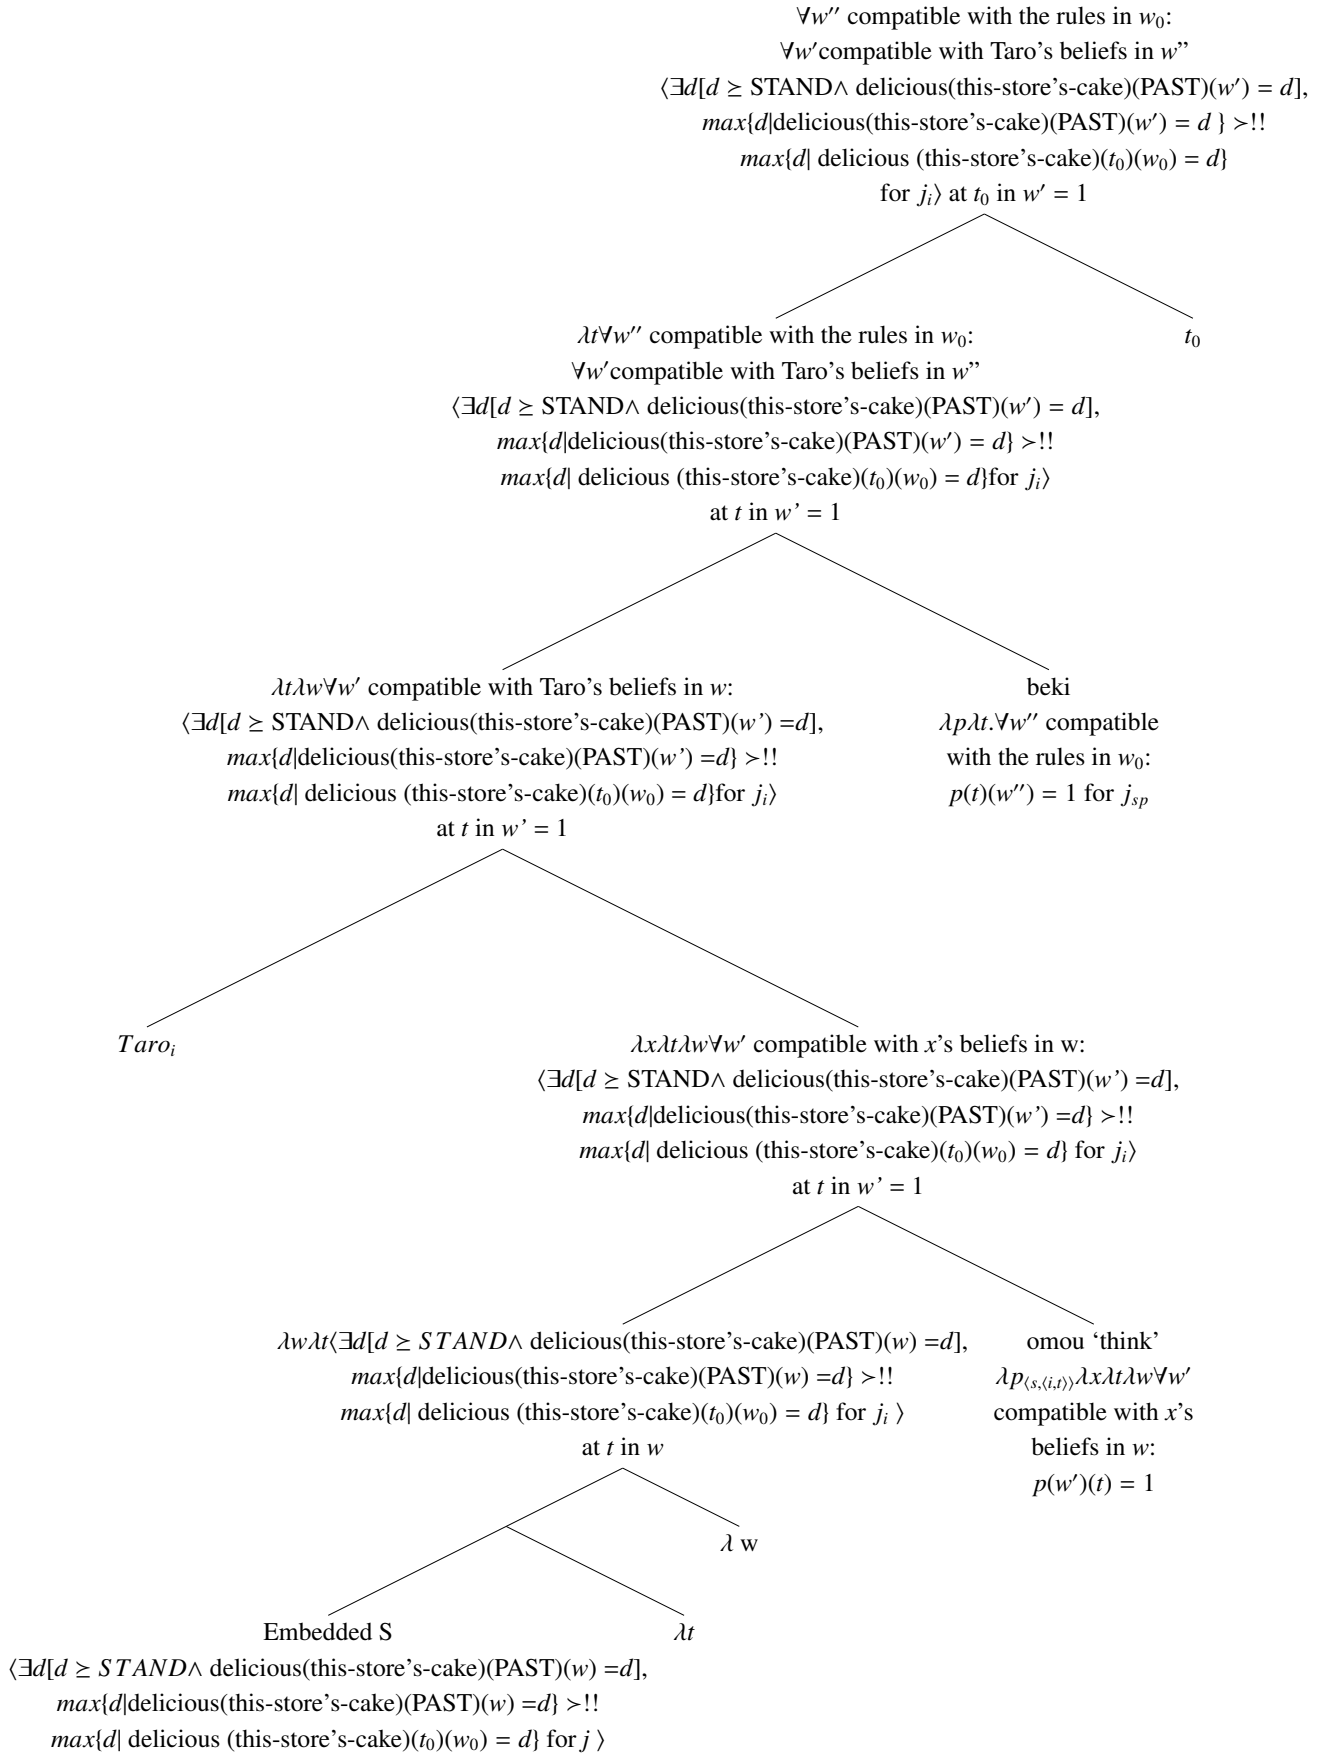 ∀w′′ compatible with the rules in w₀:
∀w′compatible with Taro's beliefs in w”
⟨∃d[d ⪰ STAND∧ delicious(this-store's-cake)(PAST)(w′) = d],
max{d|delicious(this-store's-cake)(PAST)(w′) = d } >!!
max{d| delicious (this-store's-cake)(t₀)(w₀) = d}
for jᵢ⟩ at t₀ in w′ = 1
λt∀w′′ compatible with the rules in w₀:
∀w′compatible with Taro's beliefs in w”
⟨∃d[d ⪰ STAND∧ delicious(this-store's-cake)(PAST)(w′) = d],
max{d|delicious(this-store's-cake)(PAST)(w′) = d} >!!
max{d| delicious (this-store's-cake)(t₀)(w₀) = d}for jᵢ⟩
at t in w’ = 1
t₀
λtλw∀w′ compatible with Taro's beliefs in w:
⟨∃d[d ⪰ STAND∧ delicious(this-store's-cake)(PAST)(w’) =d],
max{d|delicious(this-store's-cake)(PAST)(w’) =d} >!!
max{d| delicious (this-store's-cake)(t₀)(w₀) = d}for jᵢ⟩
at t in w’ = 1
beki
λpλt.∀w′′ compatible
with the rules in w₀:
p(t)(w′′) = 1 for jₛₚ
Taroᵢ
λxλtλw∀w′ compatible with x's beliefs in w:
⟨∃d[d ⪰ STAND∧ delicious(this-store's-cake)(PAST)(w’) =d],
max{d|delicious(this-store's-cake)(PAST)(w’) =d} >!!
max{d| delicious (this-store's-cake)(t₀)(w₀) = d} for jᵢ⟩
at t in w’ = 1
λwλt⟨∃d[d ⪰ STAND∧ delicious(this-store's-cake)(PAST)(w) =d],
max{d|delicious(this-store's-cake)(PAST)(w) =d} >!!
max{d| delicious (this-store's-cake)(t₀)(w₀) = d} for jᵢ ⟩
at t in w
omou ‘think’
λp⟨s,⟨i,t⟩⟩λxλtλw∀w′
compatible with x's
beliefs in w:
p(w′)(t) = 1
λ w
Embedded S
⟨∃d[d ⪰ STAND∧ delicious(this-store's-cake)(PAST)(w) =d],
max{d|delicious(this-store's-cake)(PAST)(w) =d} >!!
max{d| delicious (this-store's-cake)(t₀)(w₀) = d} for j ⟩
λt